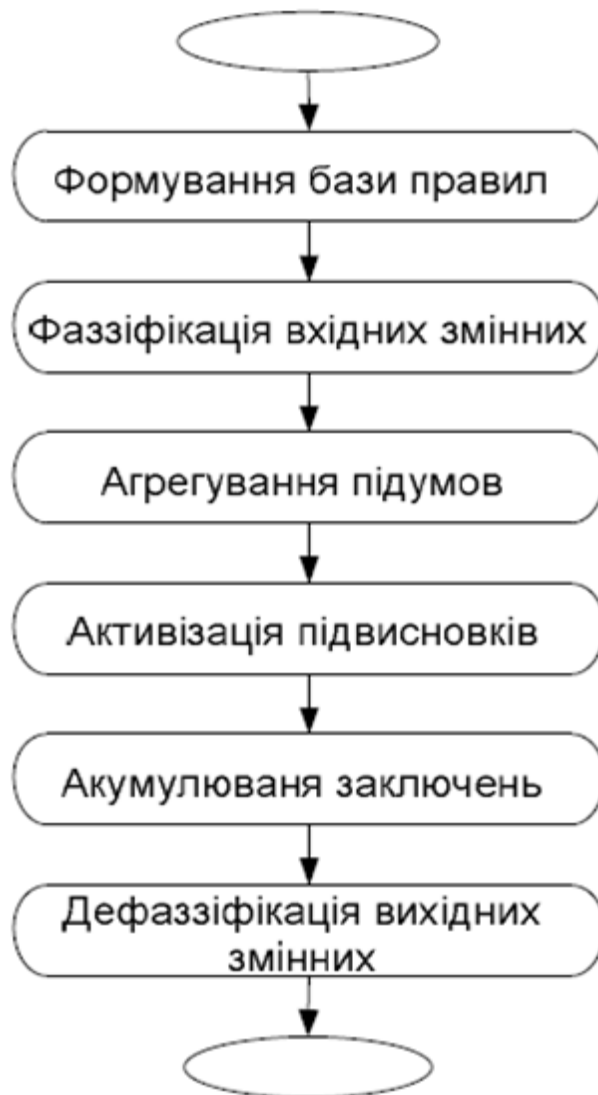 Формування бази правил
Фаззіфікація вхідних змінних
Агрегування підумов
Активізація підвисновків
Акумулюваня заключень
Дефаззіфікація вихідних
змінних